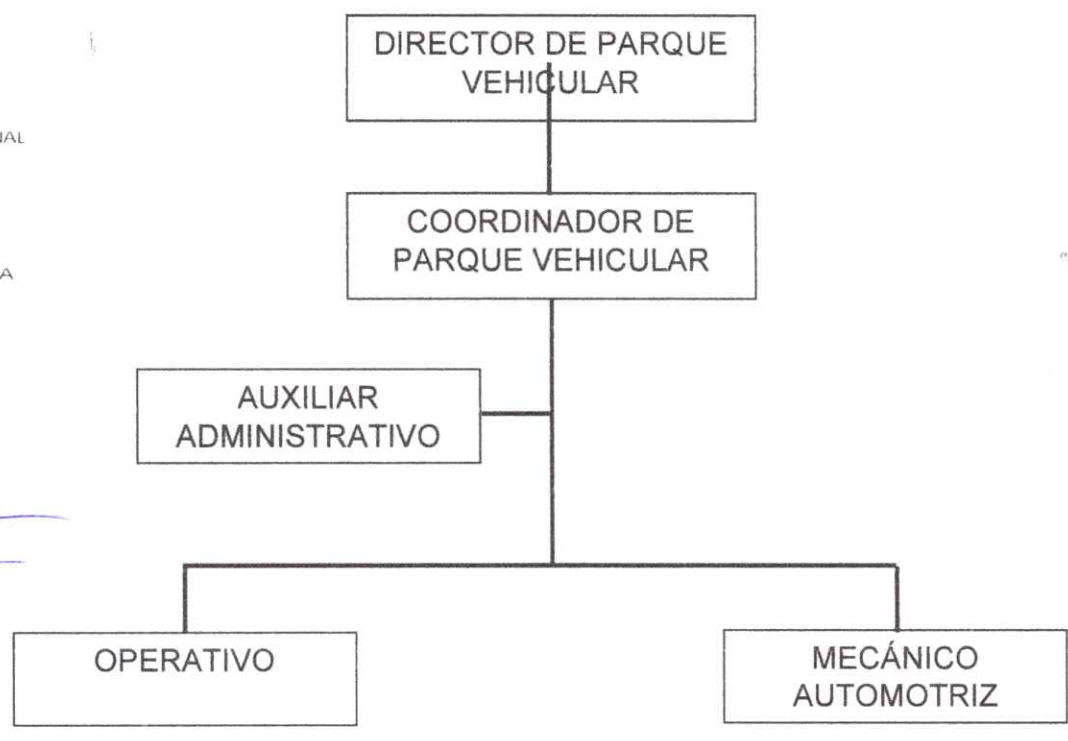 DIRECTOR DE PARQUE
VEHICULAR
COORDINADOR DE
PARQUE VEHICULAR
AUXILIAR
ADMINISTRATIVO
OPERATIVO
MECÁNICO
AUTOMOTRIZ